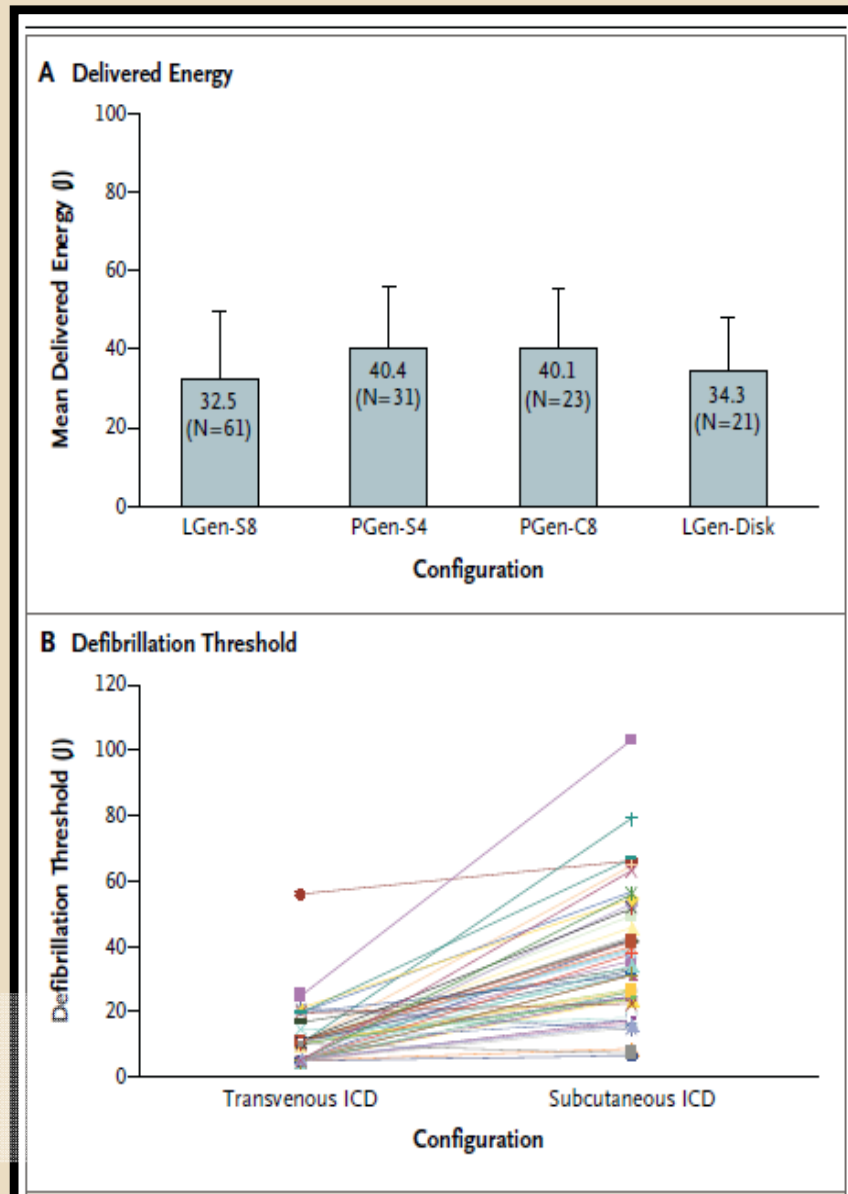 A Delivered Energy
Mean Delivered Energy (J)
100
80
60
40
20
0
32.5
(N=61)
40.4
(N=31)
40.1
(N=23)
34.3
(N=21)
LGen-S8 PGen-S4 PGen-C8 LGen-Disk
Configuration
B Defibrillation Threshold
Defibrillation Threshold (J)
120
100
80
60
40
20
0
Transvenous ICD Subcutaneous ICD
Configuration